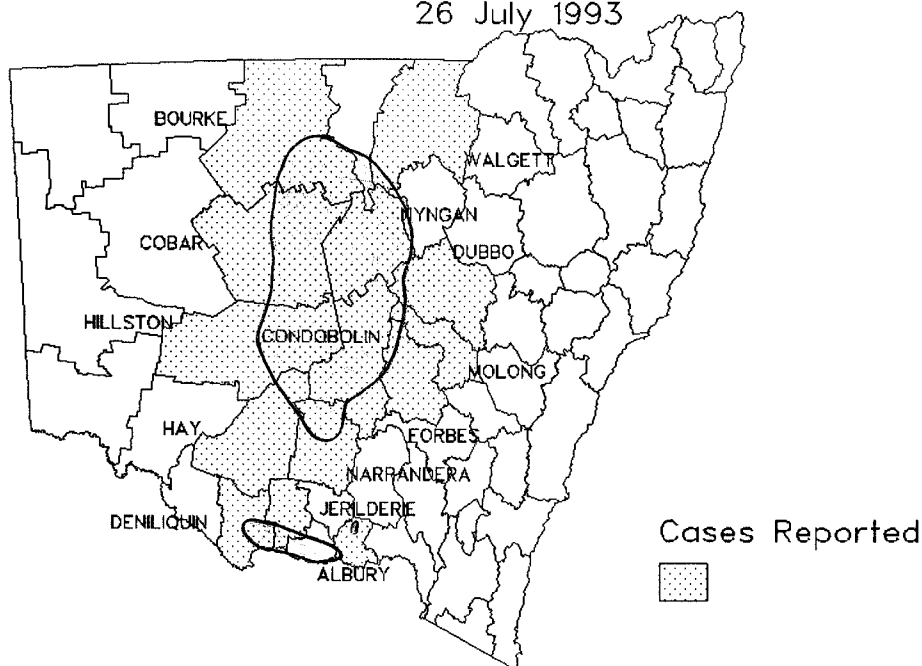 26 July 1993
BOURKE
WALGETT
NYNGAN
COBAR
DUBBO
HILLSTON
CONDOBOLIN
MOLONG
HAY
FORBES
NARRANDERA
JERILDERIE
DENILIQUIN
Cases Reported
ALBURY